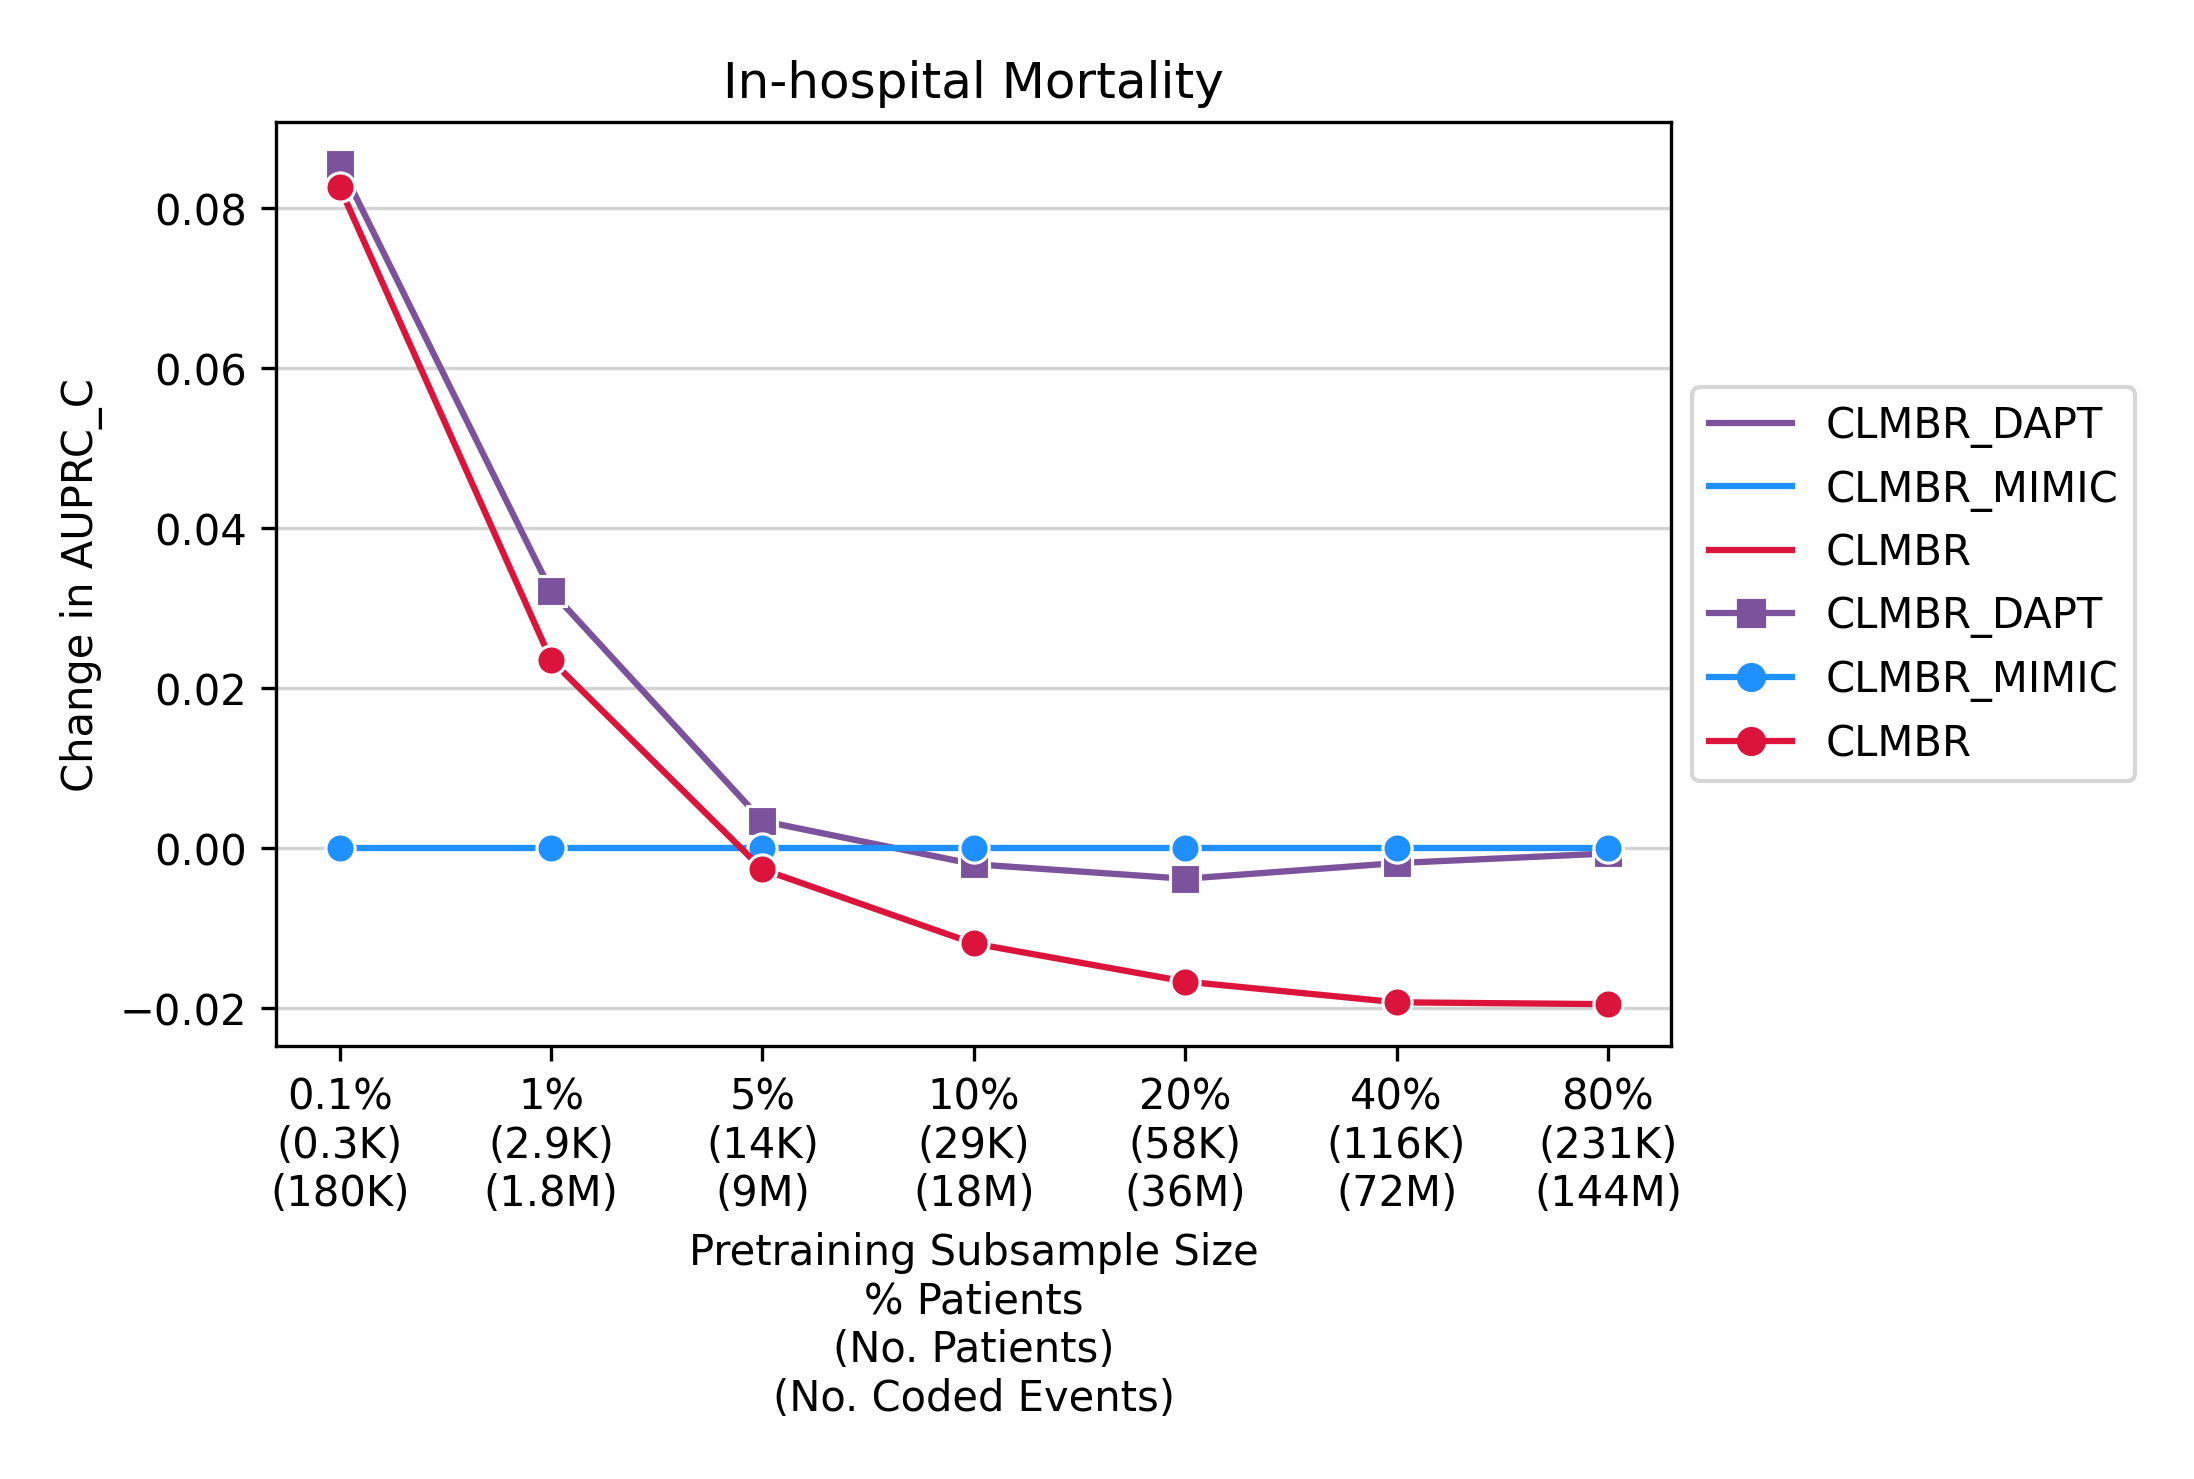 In-hospital Mortality
Change in AUPRC_C
0.08
0.06
0.04
0.02
0.00
−0.02
0.1% 1% 5% 10% 20% 40% 80%
(0.3K) (2.9K) (14K) (29K) (58K) (116K) (231K)
(180K) (1.8M) (9M) (18M) (36M) (72M) (144M)
Pretraining Subsample Size
% Patients
(No. Patients)
(No. Coded Events)
CLMBR_DAPT
CLMBR_MIMIC
CLMBR
CLMBR_DAPT
CLMBR_MIMIC
CLMBR